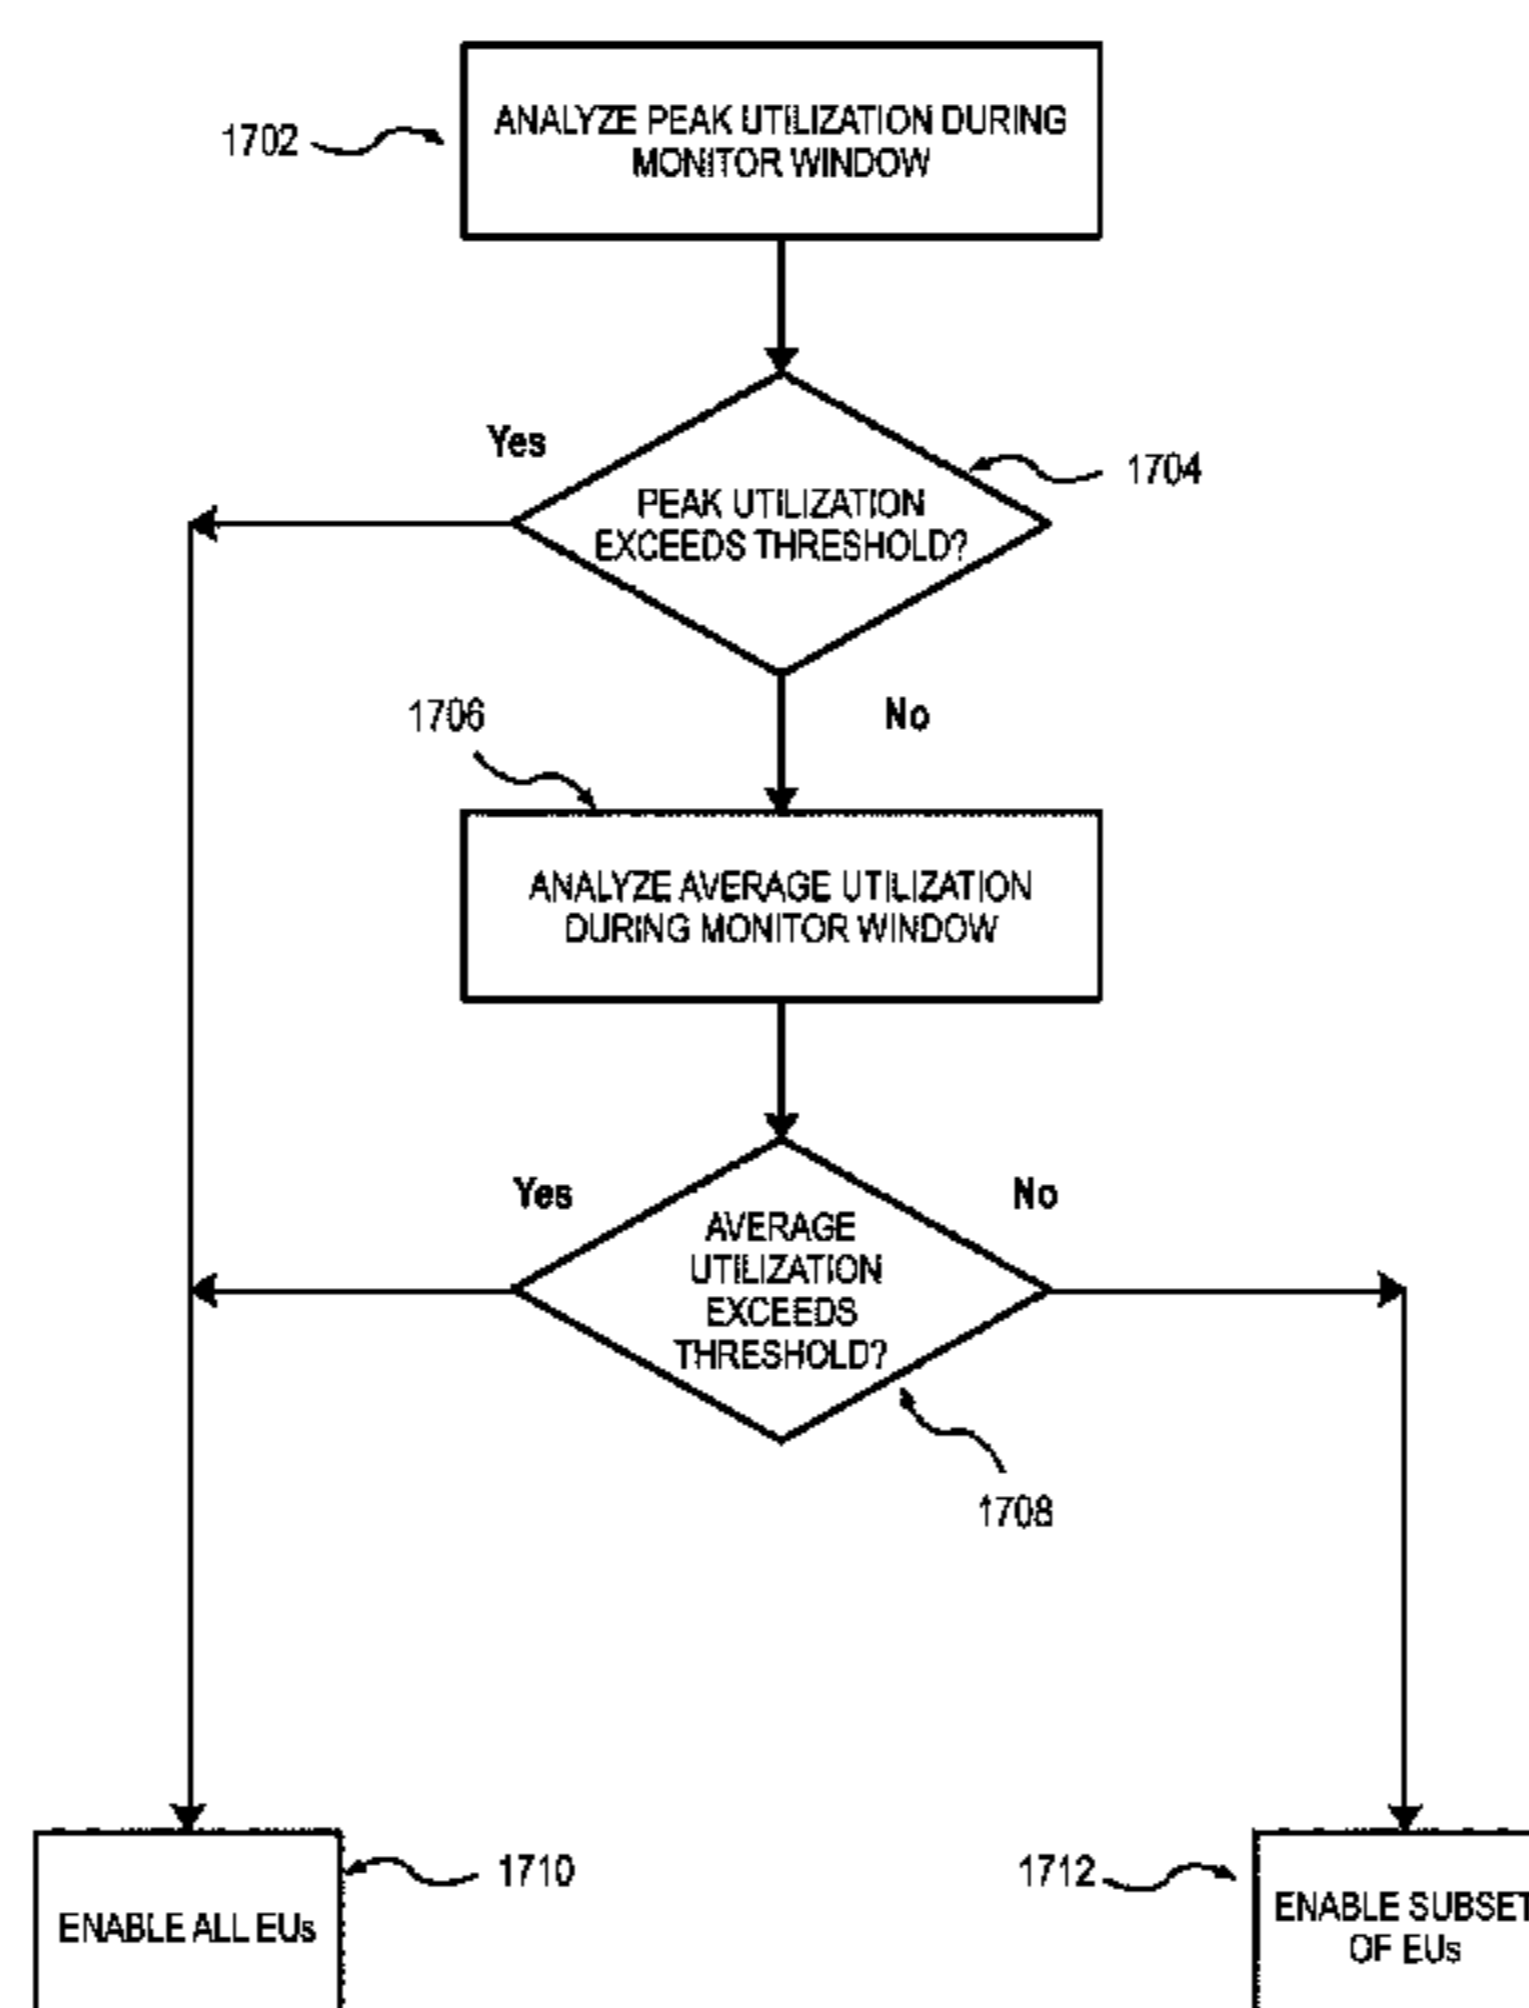 1702
ANALYZE PEAK UTILIZATION DURING
MONITOR WINDOW
Yes
1704
PEAK UTILIZATION
EXCEEDS THRESHOLD?
1706
No
ANALYZE AVERAGE UTILIZATION
DURING MONITOR WINDOW
Yes
No
AVERAGE
UTILIZATION
EXCEEDS
THRESHOLD?
1708
1710
1712
ENABLE ALL EUs
ENABLE SUBSET
OF EUs